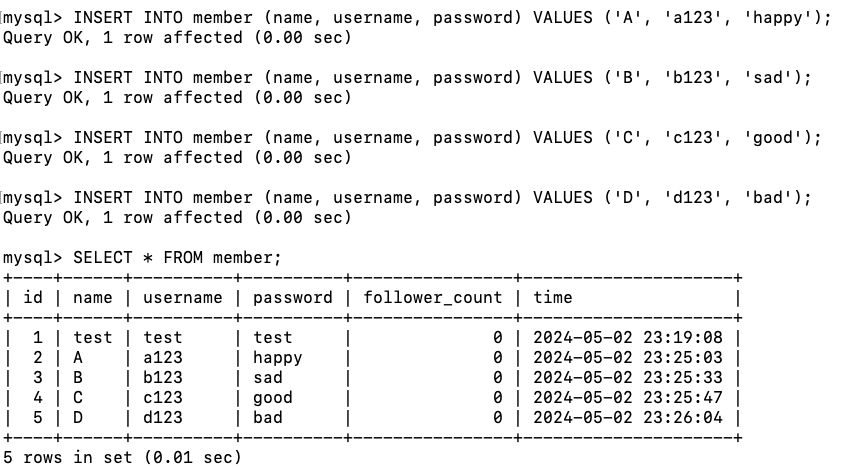 mysql> INSERT INTO member (name, username, password) VALUES ('A', 'a123', 'happy');
Query OK, 1 row affected (0.00 sec)
mysql> INSERT INTO member (name, username, password) VALUES ('B', 'b123', 'sad');
Query OK, 1 row affected (0.00 sec)
mysql> INSERT INTO member (name, username, password) VALUES ('C', 'c123', 'good');
Query OK, 1 row affected (0.00 sec)
mysql> INSERT INTO member (name, username, password) VALUES ('D', 'd123', 'bad');
Query OK, 1 row affected (0.00 sec)
mysql> SELECT * FROM member;
+----+------+----------+----------+----------------+---------------------+
| id | name | username | password | follower_count | time                |
+----+------+----------+----------+----------------+---------------------+
|  1 | test | test     | test     |              0 | 2024-05-02 23:19:08 |
|  2 | A    | a123     | happy    |              0 | 2024-05-02 23:25:03 |
|  3 | B    | b123     | sad      |              0 | 2024-05-02 23:25:33 |
|  4 | C    | c123     | good     |              0 | 2024-05-02 23:25:47 |
|  5 | D    | d123     | bad      |              0 | 2024-05-02 23:26:04 |
+----+------+----------+----------+----------------+---------------------+
5 rows in set (0.01 sec)